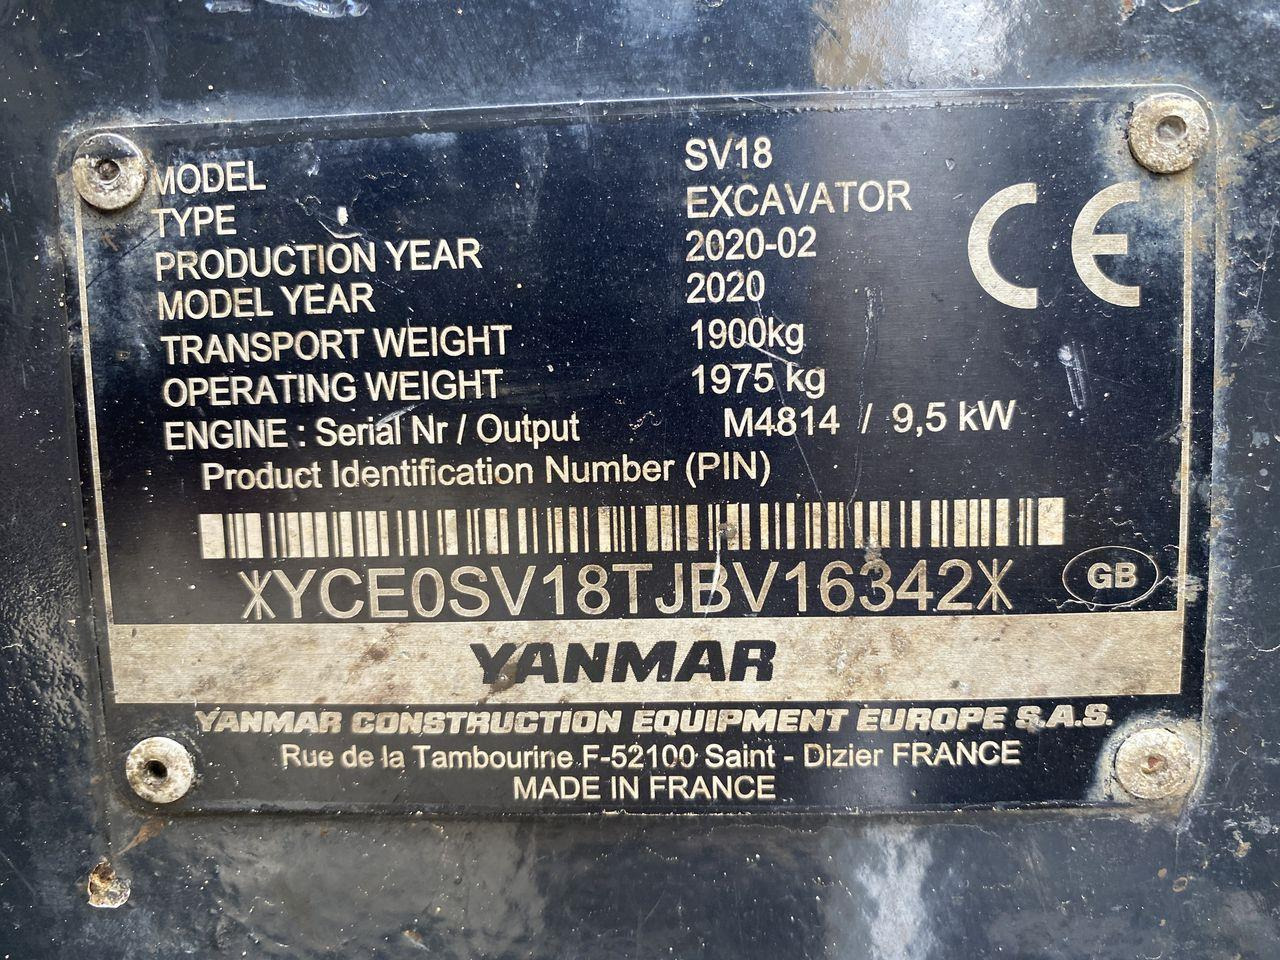 MODEL SV18
TYPE EXCAVATOR
PRODUCTION YEAR 2020-02
MODEL YEAR 2020
TRANSPORT WEIGHT 1900kg
OPERATING WEIGHT 1975 kg
ENGINE : Serial Nr / Output M4814 / 9,5 kW
Product Identification Number (PIN)
CE
*YCE0SV18TJBV16342*
GB
YANMAR
YANMAR CONSTRUCTION EQUIPMENT EUROPE S.A.S.
Rue de la Tambourine F-52100 Saint - Dizier FRANCE
MADE IN FRANCE